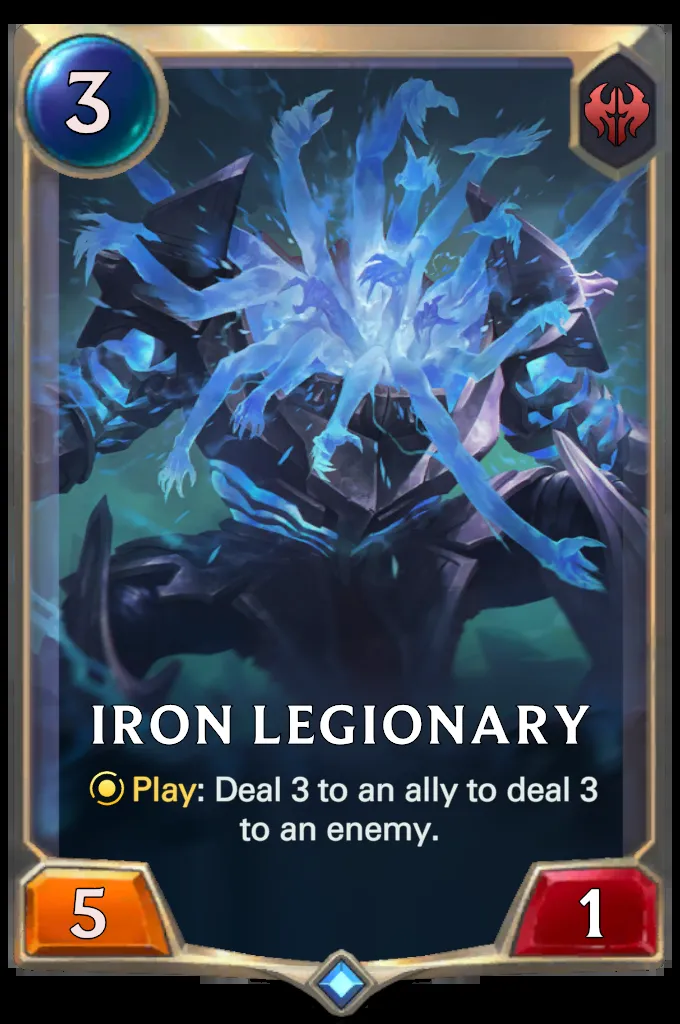 3
IRON LEGIONARY
Play: Deal 3 to an ally to deal 3
to an enemy.
5
1